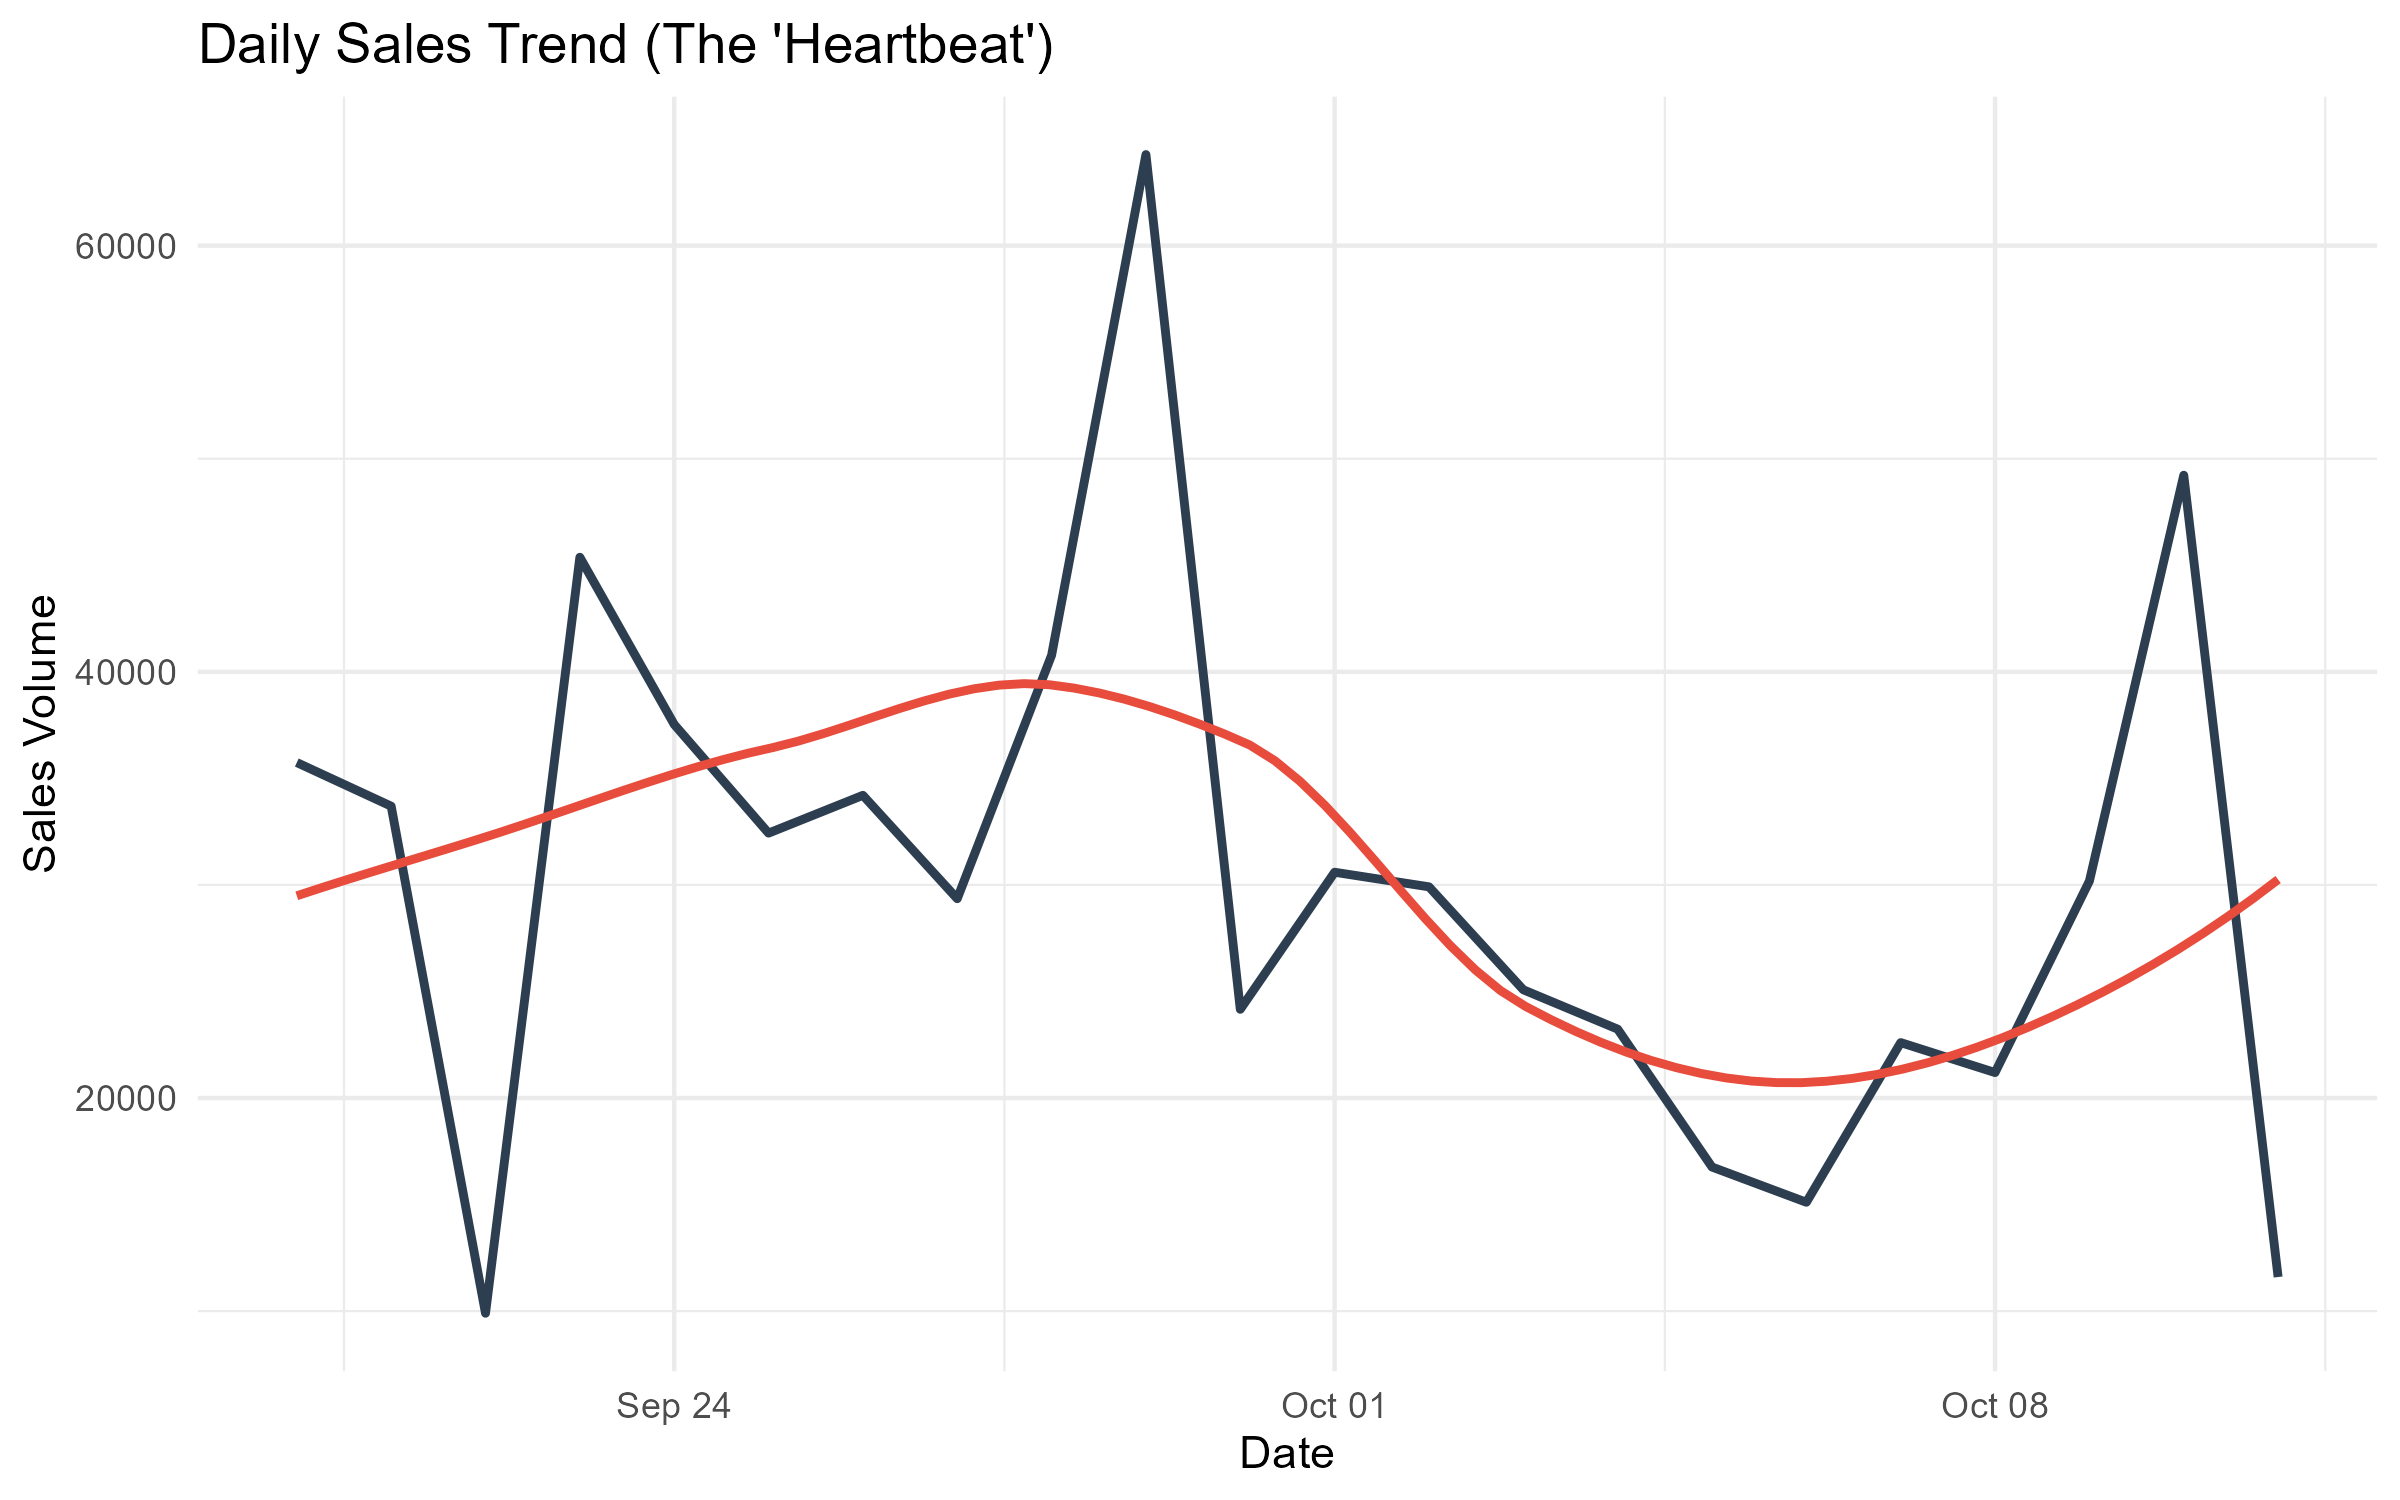 Daily Sales Trend (The 'Heartbeat')
60000
40000
20000
Sales Volume
Sep 24
Oct 01
Oct 08
Date